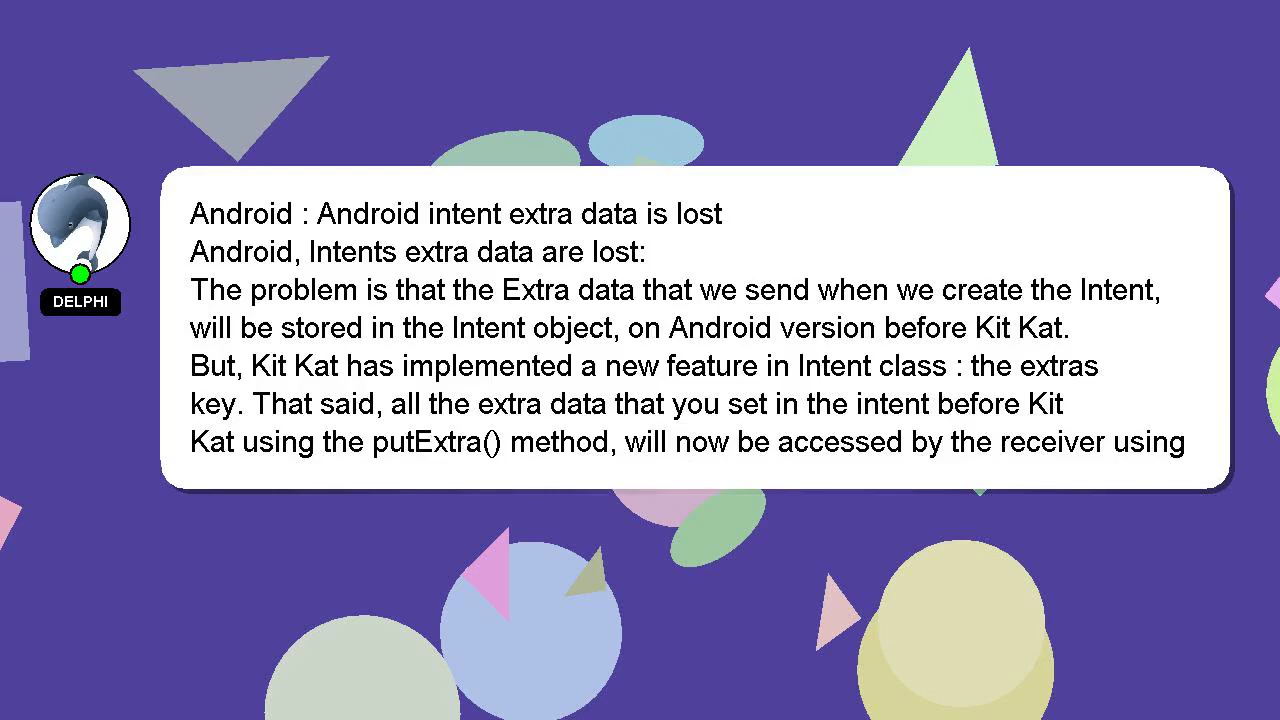 Android : Android intent extra data is lost
Android, Intents extra data are lost:
The problem is that the Extra data that we send when we create the Intent,
will be stored in the Intent object, on Android version before Kit Kat.
But, Kit Kat has implemented a new feature in Intent class : the extras
key. That said, all the extra data that you set in the intent before Kit
Kat using the putExtra() method, will now be accessed by the receiver using
DELPHI